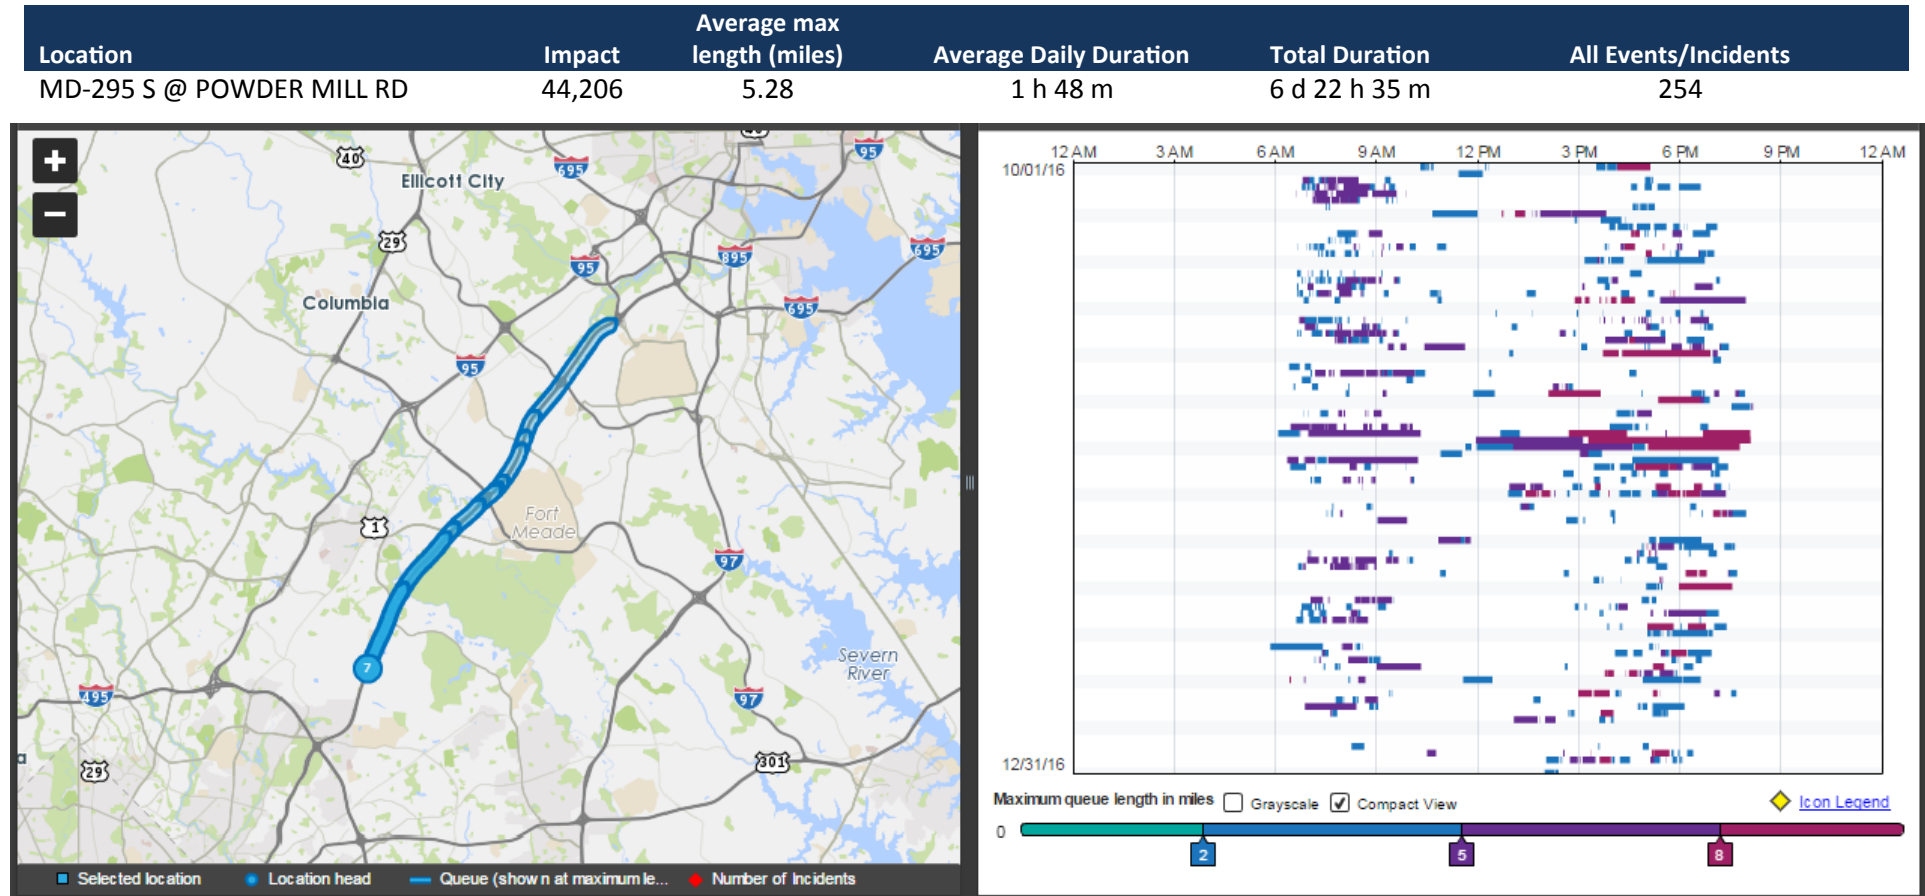 Average max
Location Impact length (miles) Average Daily Duration Total Duration All Events/Incidents
MD-295 S @ POWDER MILL RD 44,206 5.28 1 h 48 m 6 d 22 h 35 m 254
+
−
40
695
95
Ellicott City
29
95
895
695
Columbia
695
95
Fort
Meade
1
97
7
Severn
River
495
97
29
301
a
Selected location Location head Queue (shown at maximum le... Number of Incidents
12 AM 3 AM 6 AM 9 AM 12 PM 3 PM 6 PM 9 PM 12 AM
10/01/16
12/31/16
Maximum queue length in miles Grayscale Compact View Icon Legend
0
2 5 8